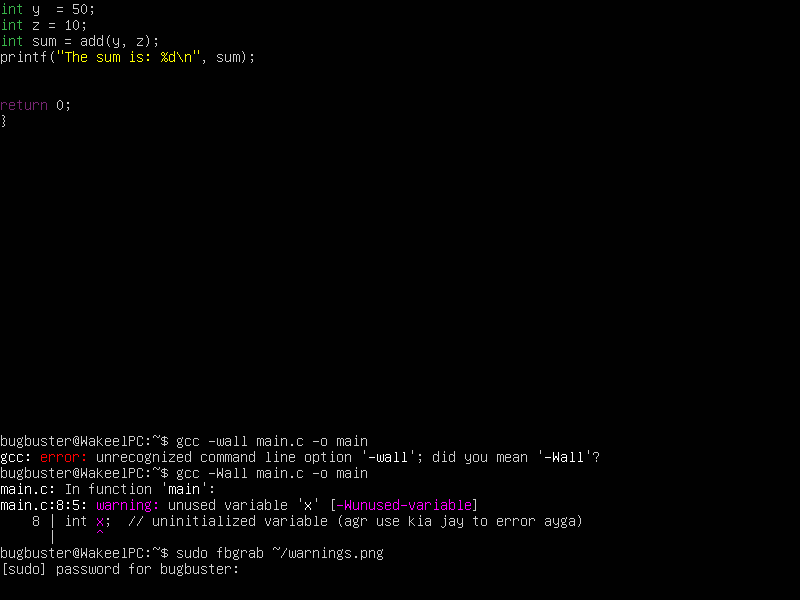 int y  = 50;
int z = 10;
int sum = add(y, z);
printf("The sum is: %d\n", sum);
return 0;
}
bugbuster@WakeelPC:~$ gcc -wall main.c -o main
gcc: error: unrecognized command line option '-wall'; did you mean '-Wall'?
bugbuster@WakeelPC:~$ gcc -Wall main.c -o main
main.c: In function 'main':
main.c:8:5: warning: unused variable 'x' [-Wunused-variable]
    8 | int x;  // uninitialized variable (agr use kia jay to error ayga)
      |     ^
bugbuster@WakeelPC:~$ sudo fbgrab ~/warnings.png
[sudo] password for bugbuster: